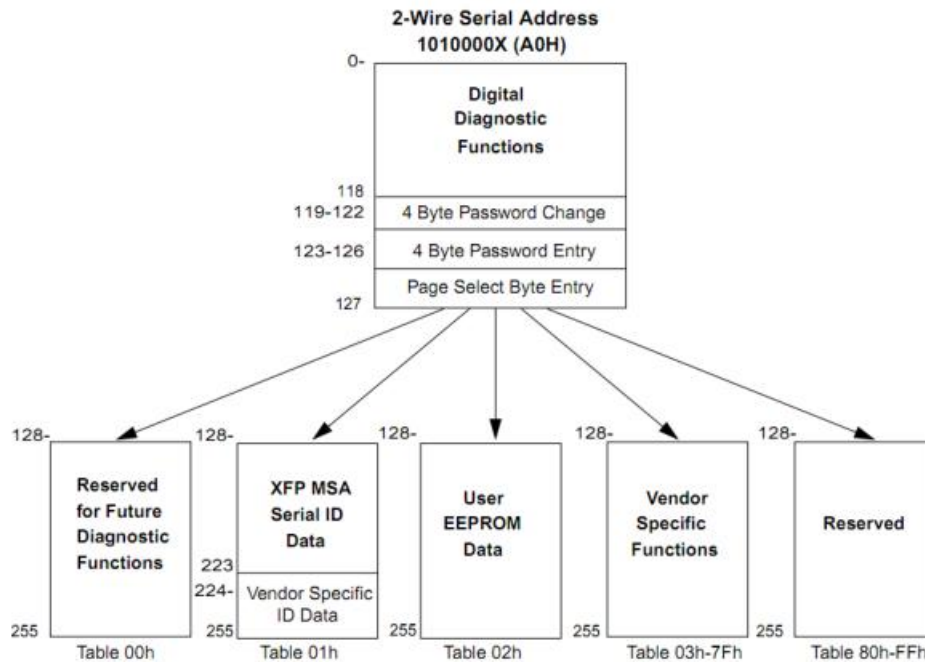 2-Wire Serial Address
1010000X (A0H)
0-
Digital
Diagnostic
Functions
118
119-122
4 Byte Password Change
123-126
4 Byte Password Entry
Page Select Byte Entry
127
128-
Reserved
for Future
Diagnostic
Functions
255
Table 00h
128-
XFP MSA
Serial ID
Data
223
224-
Vendor Specific
ID Data
255
Table 01h
128-
User
EEPROM
Data
255
Table 02h
128-
Vendor
Specific
Functions
255
Table 03h-7Fh
128-
Reserved
255
Table 80h-FFh